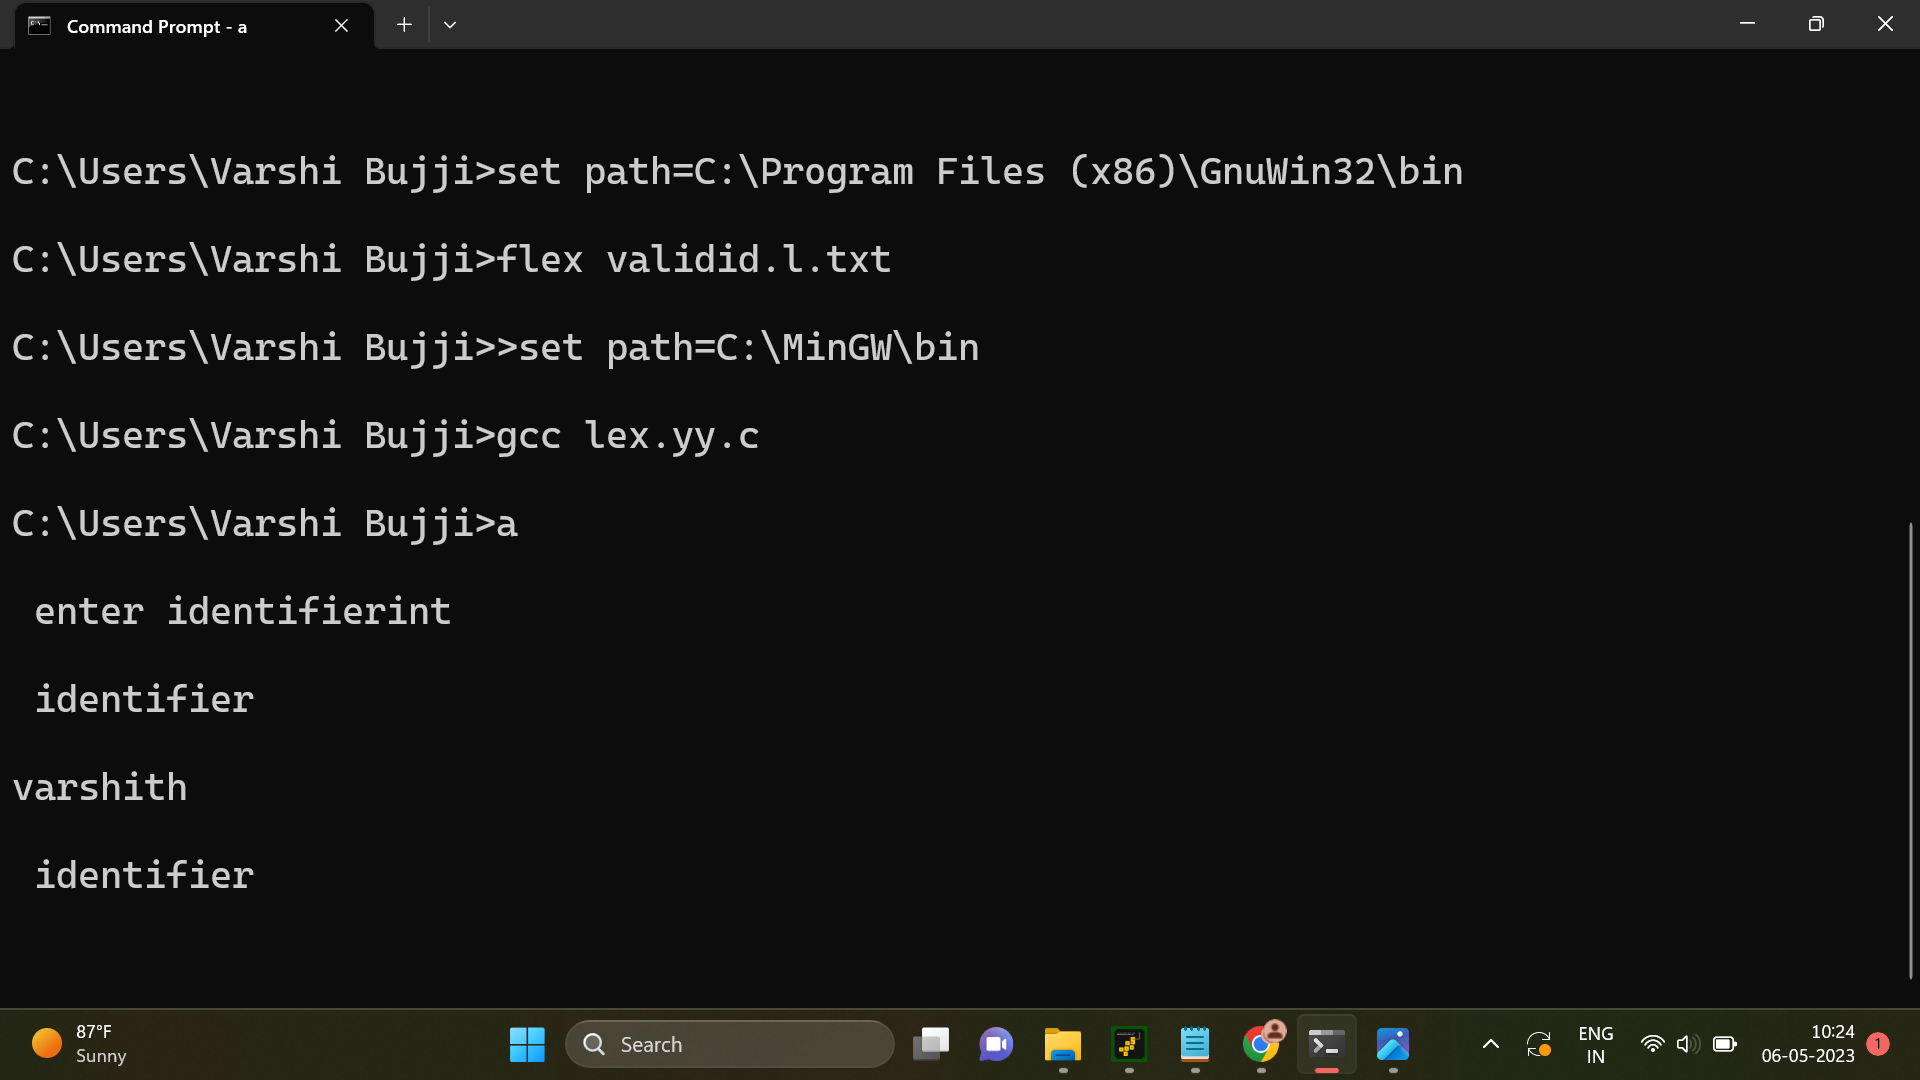 Command Prompt - a
C:\Users\Varshi Bujji>set path=C:\Program Files (x86)\GnuWin32\bin
C:\Users\Varshi Bujji>flex validid.l.txt
C:\Users\Varshi Bujji>>set path=C:\MinGW\bin
C:\Users\Varshi Bujji>gcc lex.yy.c
C:\Users\Varshi Bujji>a
enter identifierint
identifier
varshith
identifier
87°F
Sunny
Search
ENG
IN
10:24
06-05-2023
1